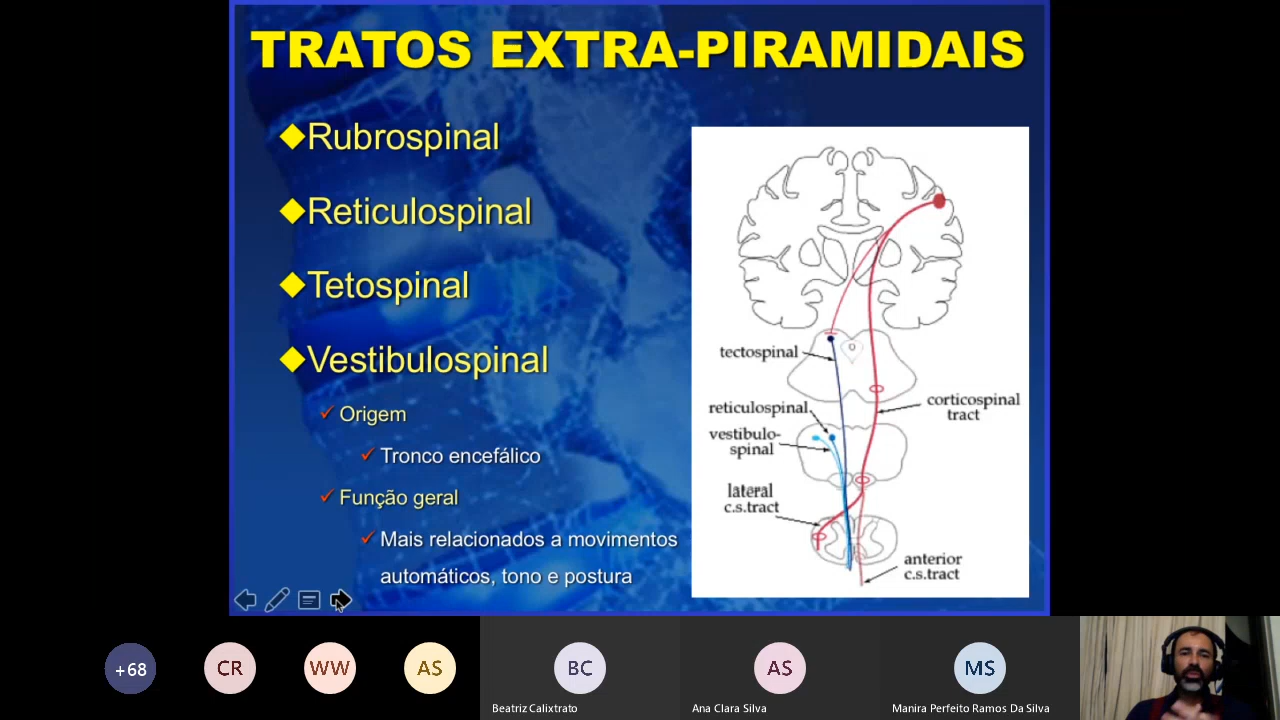 TRATOS EXTRA-PIRAMIDAIS
Rubrospinal
Reticulospinal
Tetospinal
Vestibulospinal
Origem
Tronco encefálico
Função geral
Mais relacionados a movimentos
automáticos, tono e postura
tectospinal
reticulospinal
vestibulo-
spinal
lateral
c.s.tract
corticospinal
tract
anterior
c.s.tract
+68
CR
WW
AS
BC
Beatriz Calixtrato
AS
Ana Clara Silva
MS
Manira Perfeito Ramos Da Silva